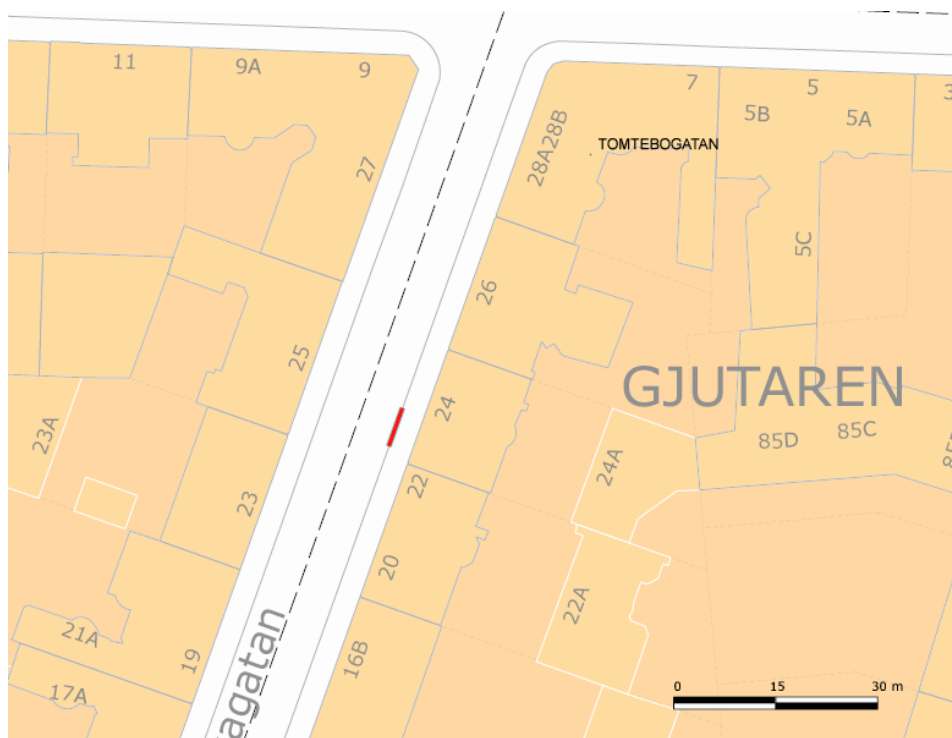 11
9A
9
7
5
5B
5A
27
28A28B
TOMTEBOGATAN
5C
26
25
24
GJUTAREN
23A
85D
85C
24A
22
23
20
22A
21A
19
16B
17A
agatan
0
15
30 m